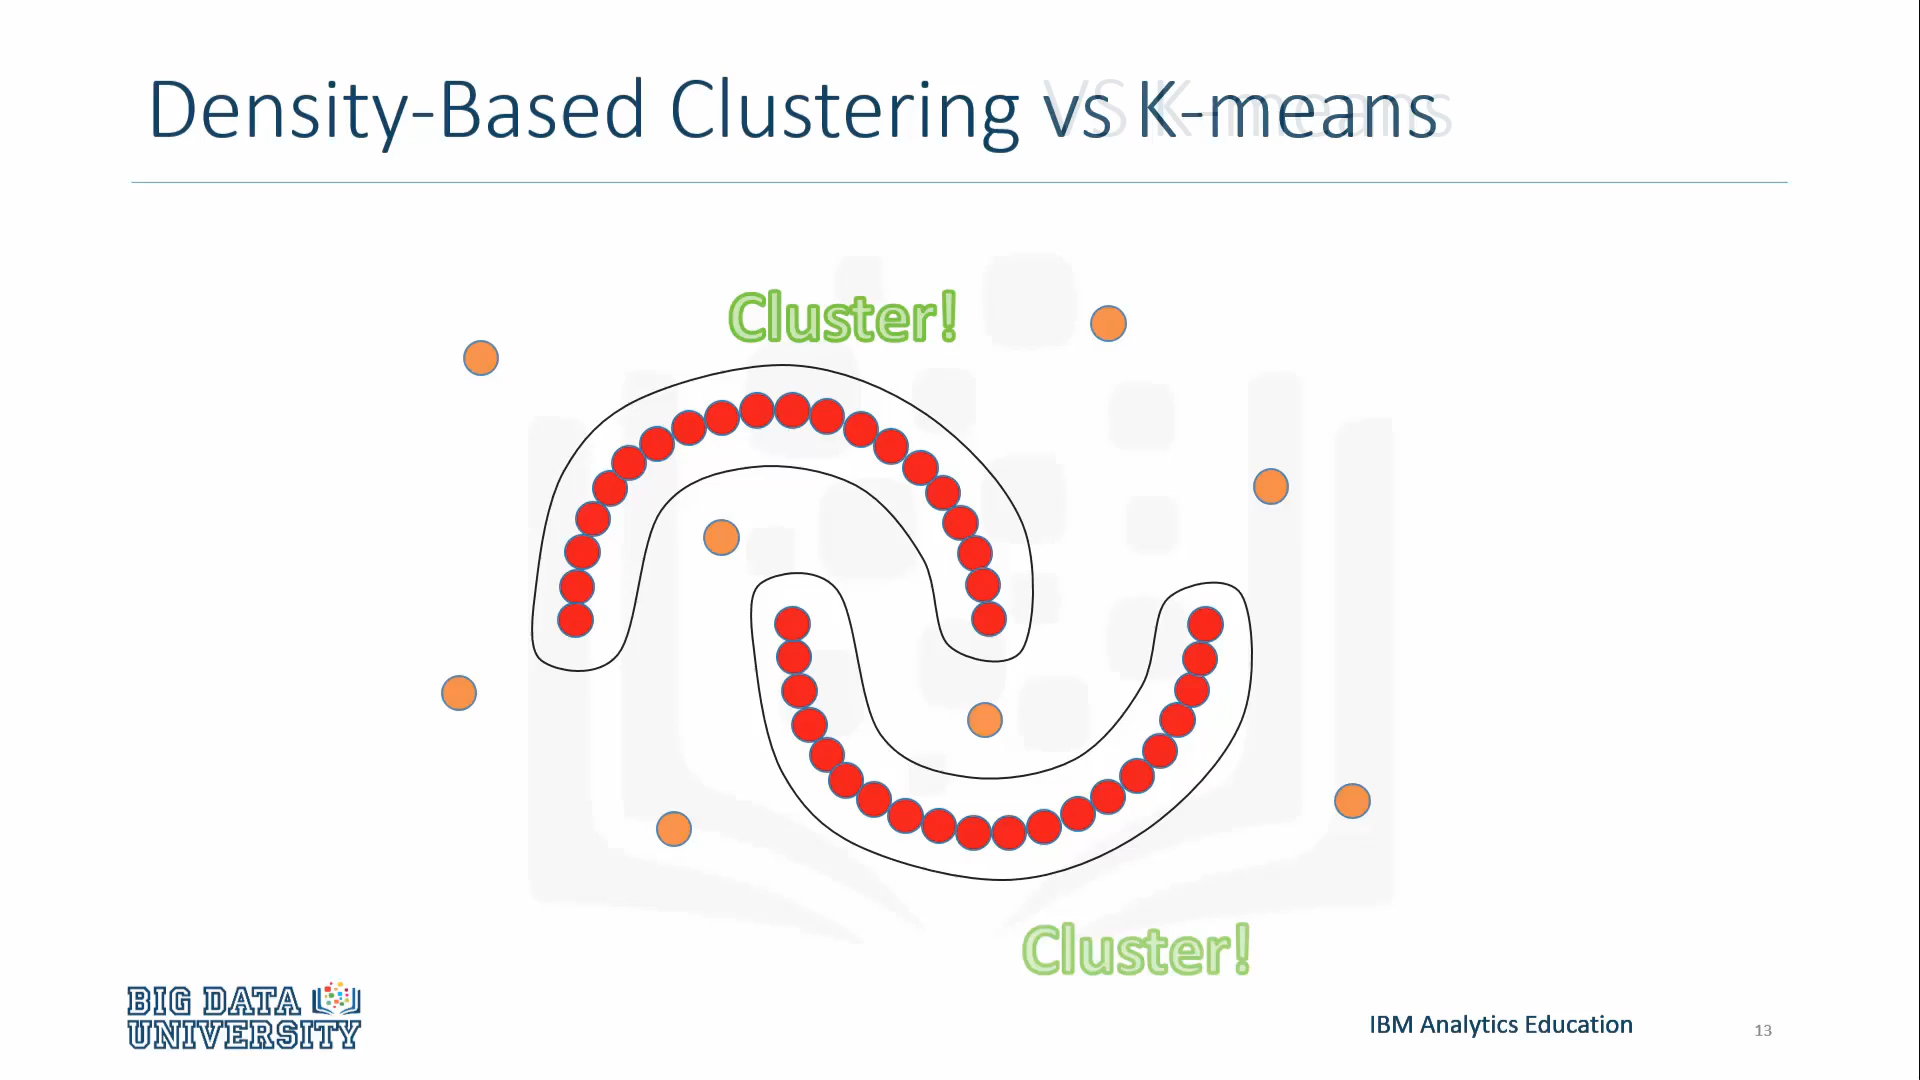 Density-Based Clustering vs K-means
Cluster!
Cluster!
BIG DATA
UNIVERSITY
IBM Analytics Education
13